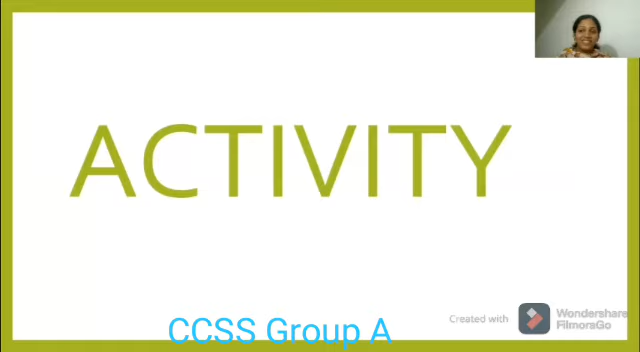 ACTIVITY
Created with
Wondershare
FilmoraGo
CCSS Group A